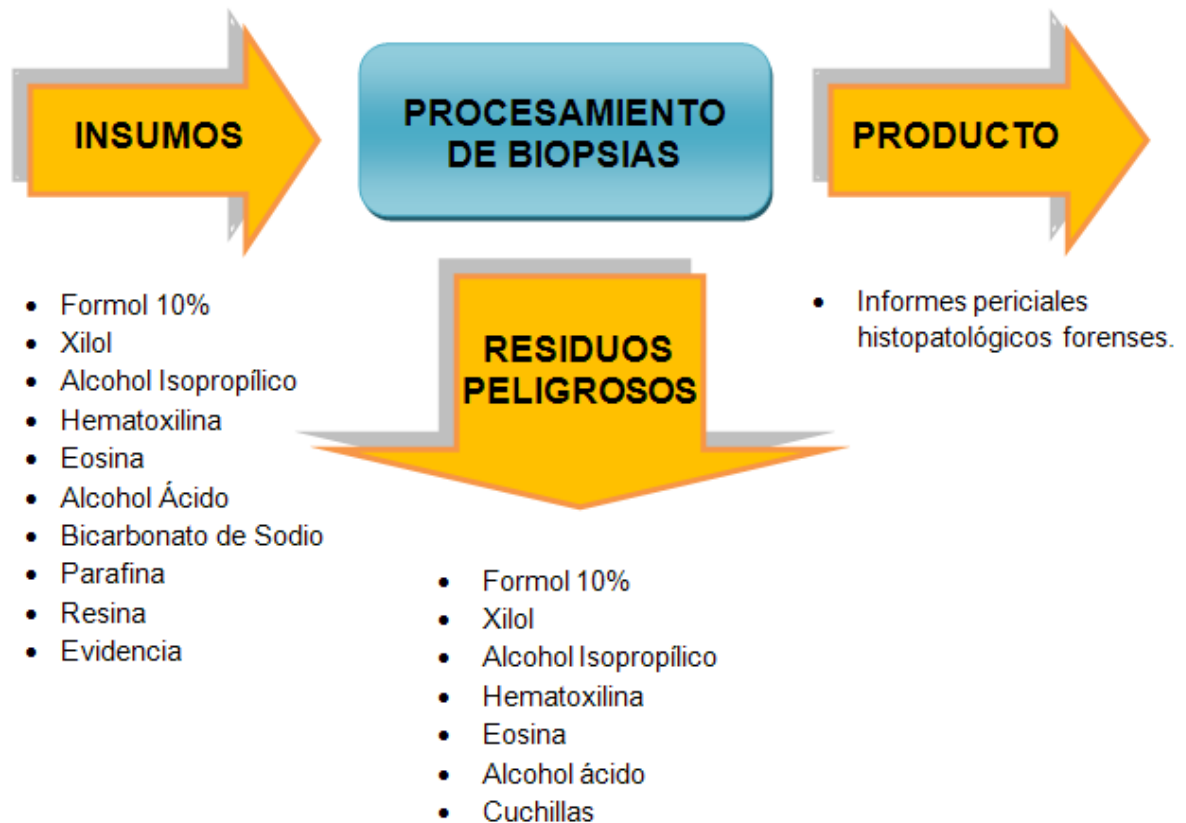 INSUMOS
PROCESAMIENTO
DE BIOPSIAS
PRODUCTO
• Formol 10%
• Xilol
• Alcohol Isopropílico
• Hematoxilina
• Eosina
• Alcohol Ácido
• Bicarbonato de Sodio
• Parafina
• Resina
• Evidencia
RESIDUOS
PELIGROSOS
• Formol 10%
• Xilol
• Alcohol Isopropílico
• Hematoxilina
• Eosina
• Alcohol ácido
• Cuchillas
• Informes periciales
histopatológicos forenses.